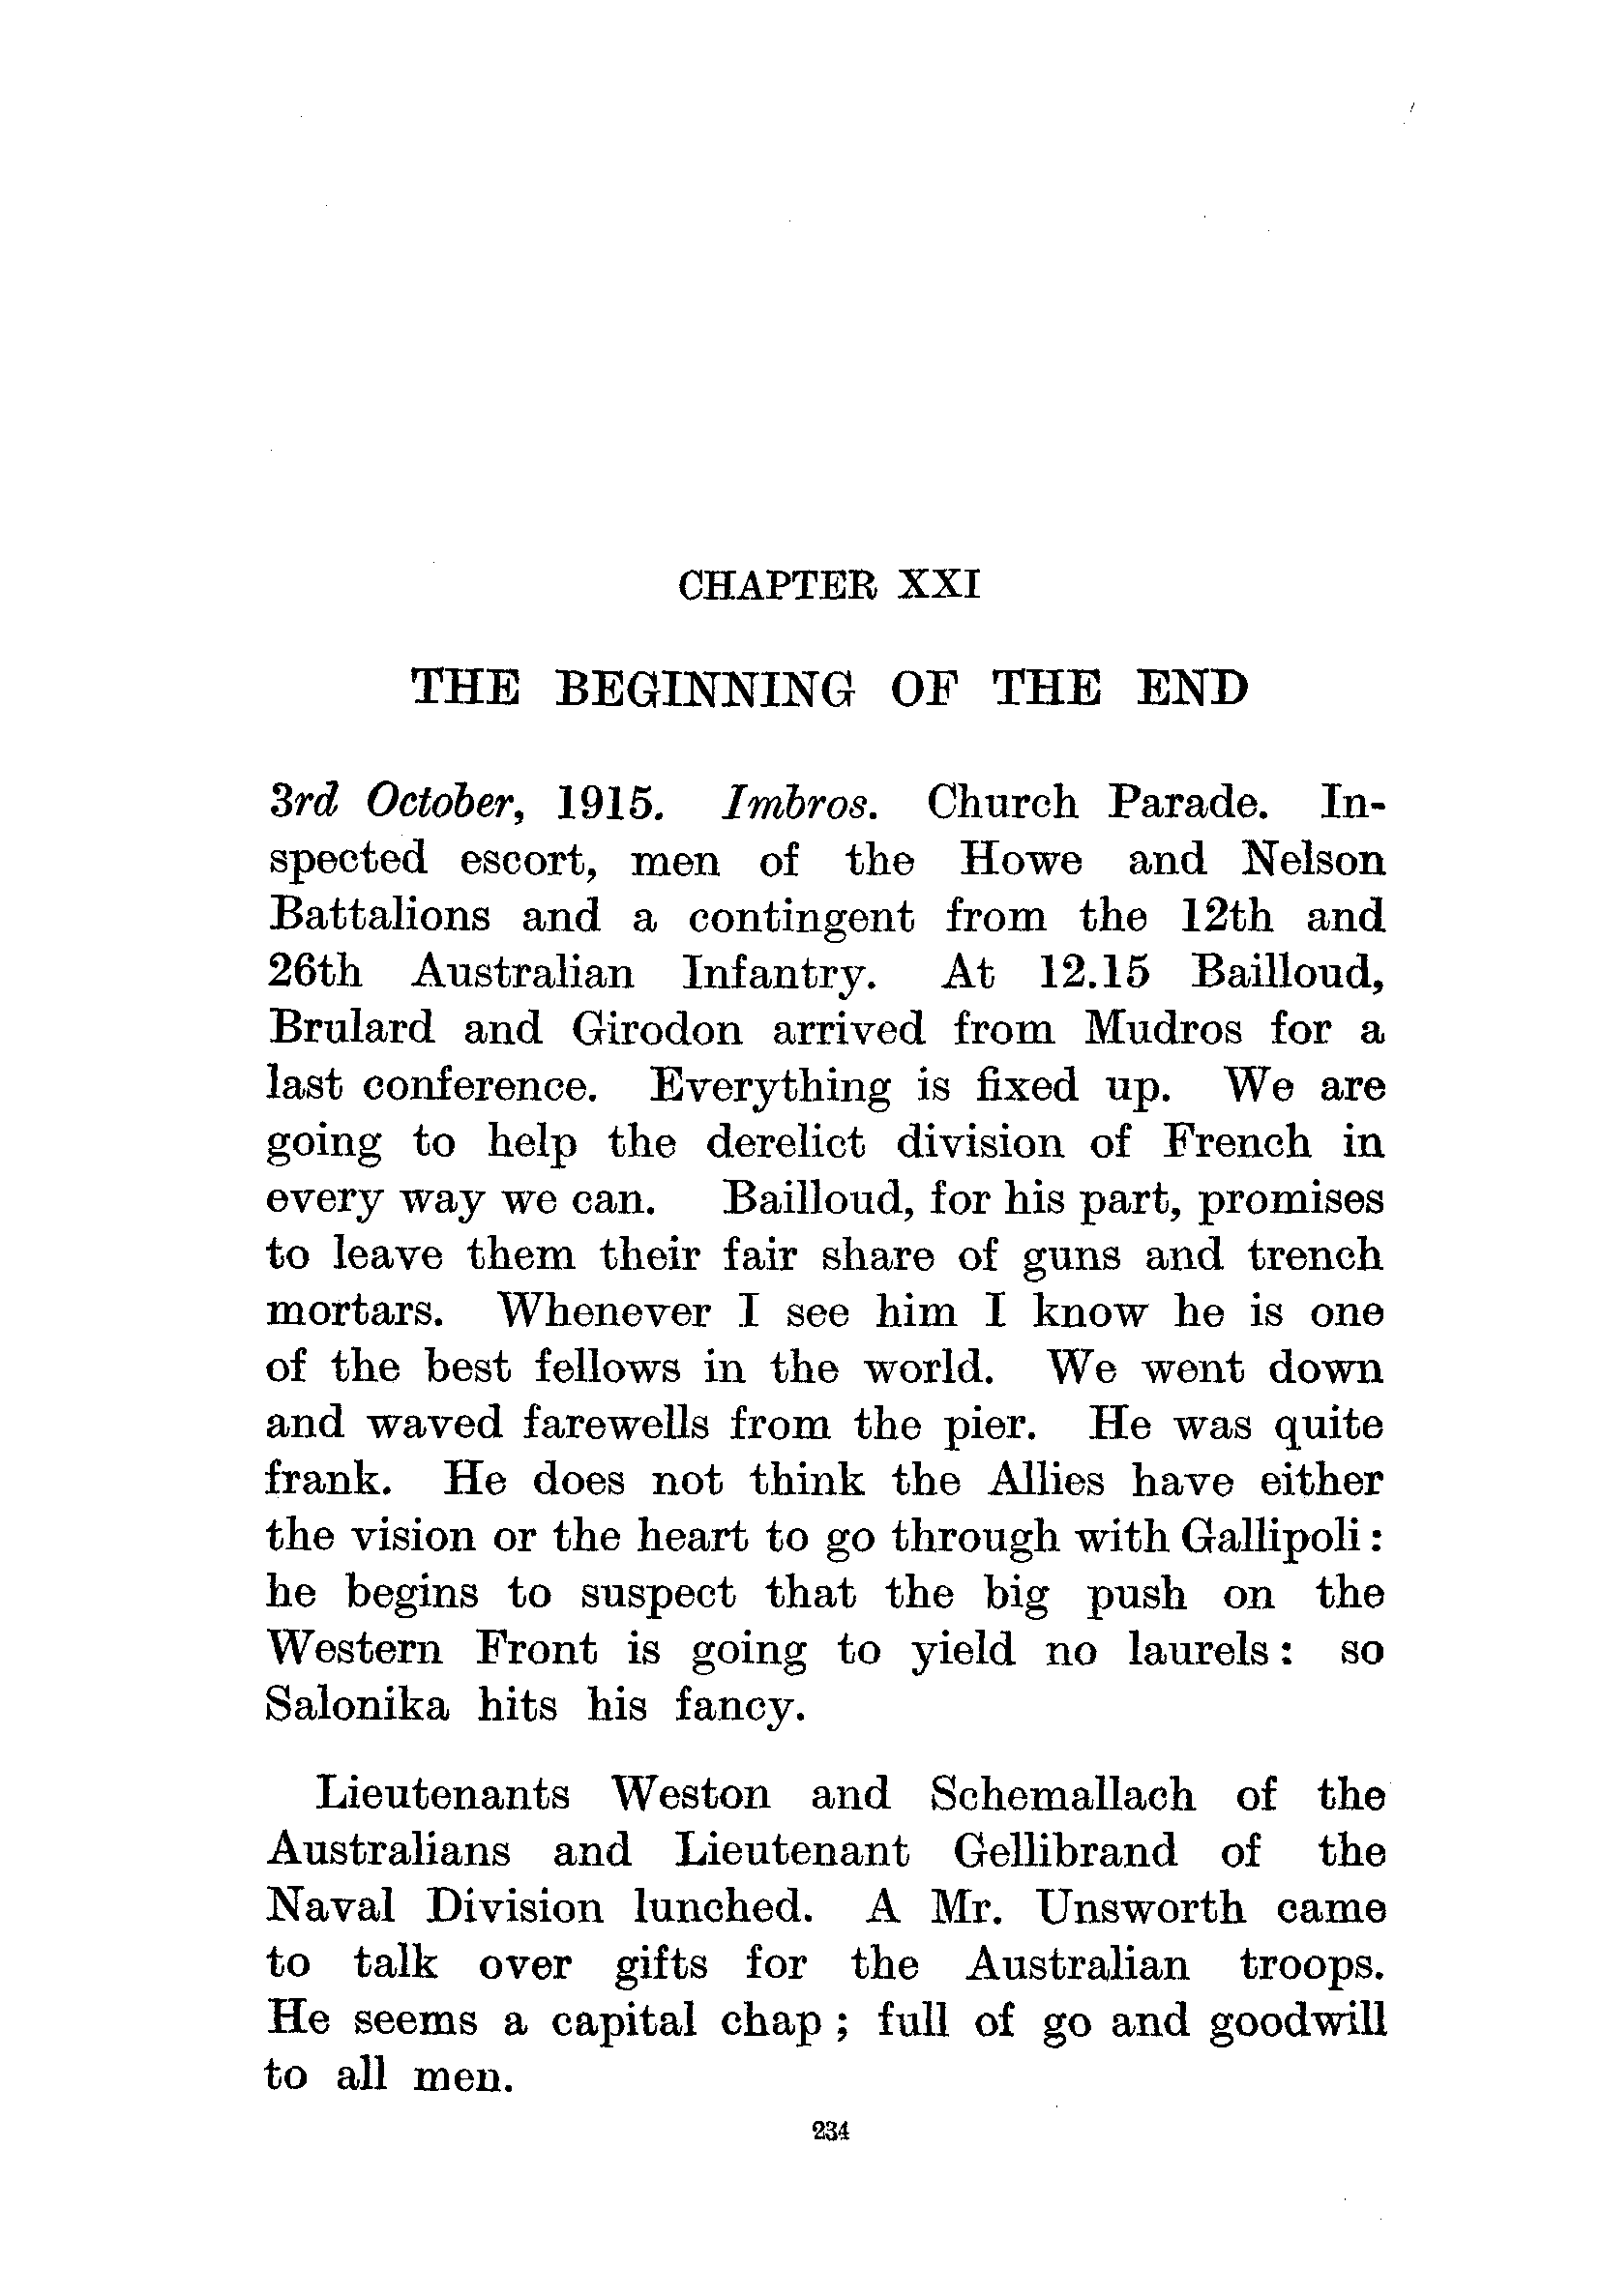 CHAPTER XXI
THE BEGINNING OF THE END
3rd October, 1915. Imbros. Church Parade. In-
spected escort, men of the Howe and Nelson
Battalions and a contingent from the 12th and
26th Australian Infantry. At 12.15 Bailloud,
Brulard and Girodon arrived from Mudros for a
last conference. Everything is fixed up. We are
going to help the derelict division of French in
every way we can. Bailloud, for his part, promises
to leave them their fair share of guns and trench
mortars. Whenever I see him I know he is one
of the best fellows in the world. We went down
and waved farewells from the pier. He was quite
frank. He does not think the Allies have either
the vision or the heart to go through with Gallipoli :
he begins to suspect that the big push on the
Western Front is going to yield no laurels : so
Salonika hits his fancy.
Lieutenants Weston and Schemallach of the
Australians and Lieutenant Gellibrand of the
Naval Division lunched. A Mr. Unsworth came
to talk over gifts for the Australian troops.
He seems a capital chap ; full of go and goodwill
to all men.
234